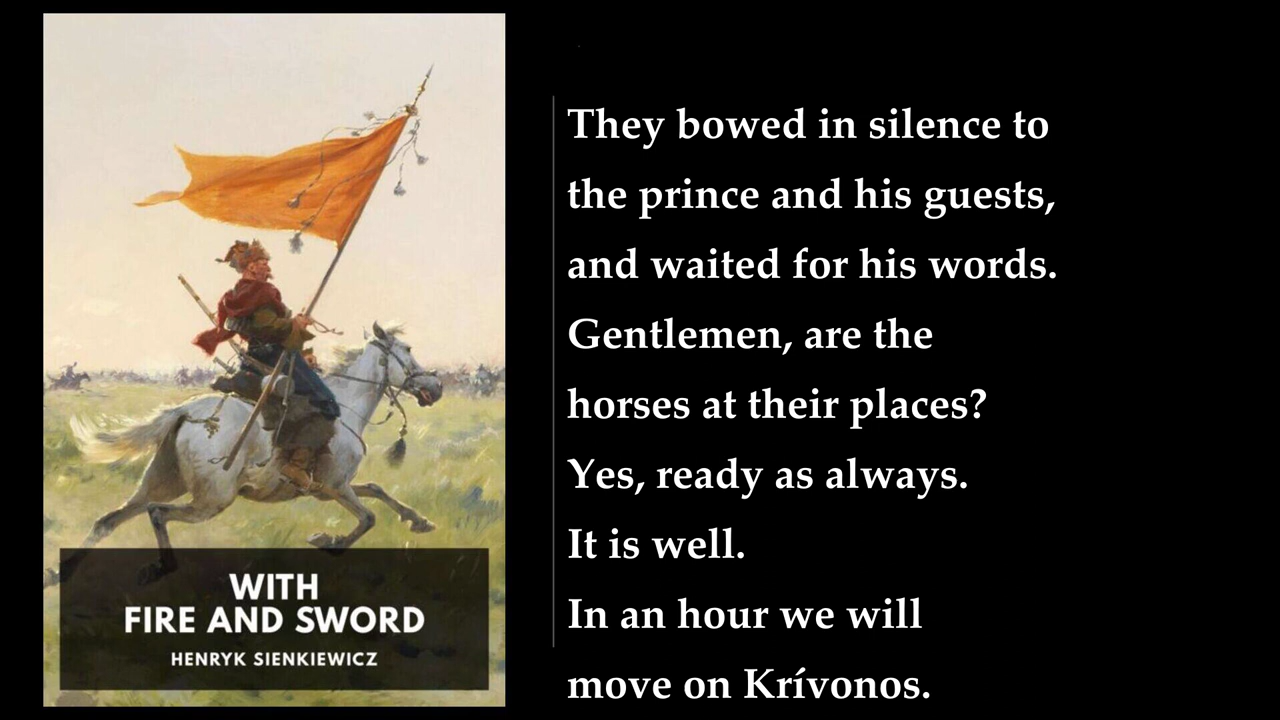 WITH
FIRE AND SWORD
HENRYK SIENKIEWICZ
They bowed in silence to
the prince and his guests,
and waited for his words.
Gentlemen, are the
horses at their places?
Yes, ready as always.
It is well.
In an hour we will
move on Krívonos.